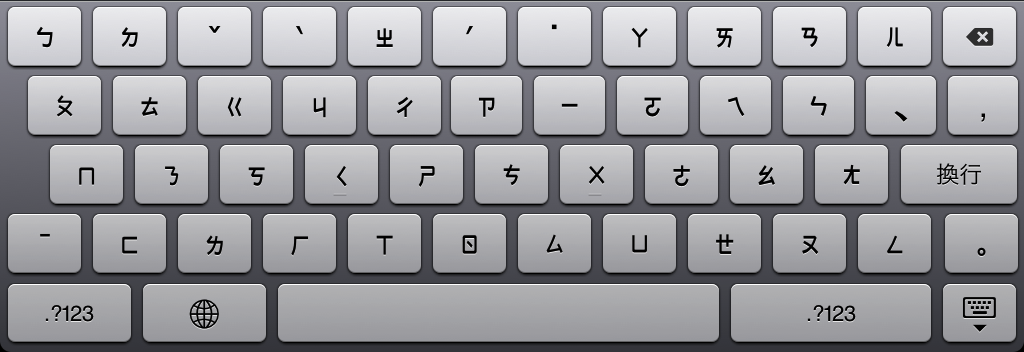 ㄅ ㄉ ˇ ˋ ㄓ ˊ ˙ ㄚ ㄞ ㄢ ㄦ
ㄆ ㄊ ㄍ ㄐ ㄔ ㄗ ㄧ ㄛ ㄟ ㄣ 、 ，
ㄇ ㄋ ㄎ ㄑ ㄕ ㄘ ㄨ ㄜ ㄠ ㄤ 換行
ˉ ㄈ ㄌ ㄏ ㄒ ㄖ ㄙ ㄩ ㄝ ㄡ ㄥ 。
.?123 .?123